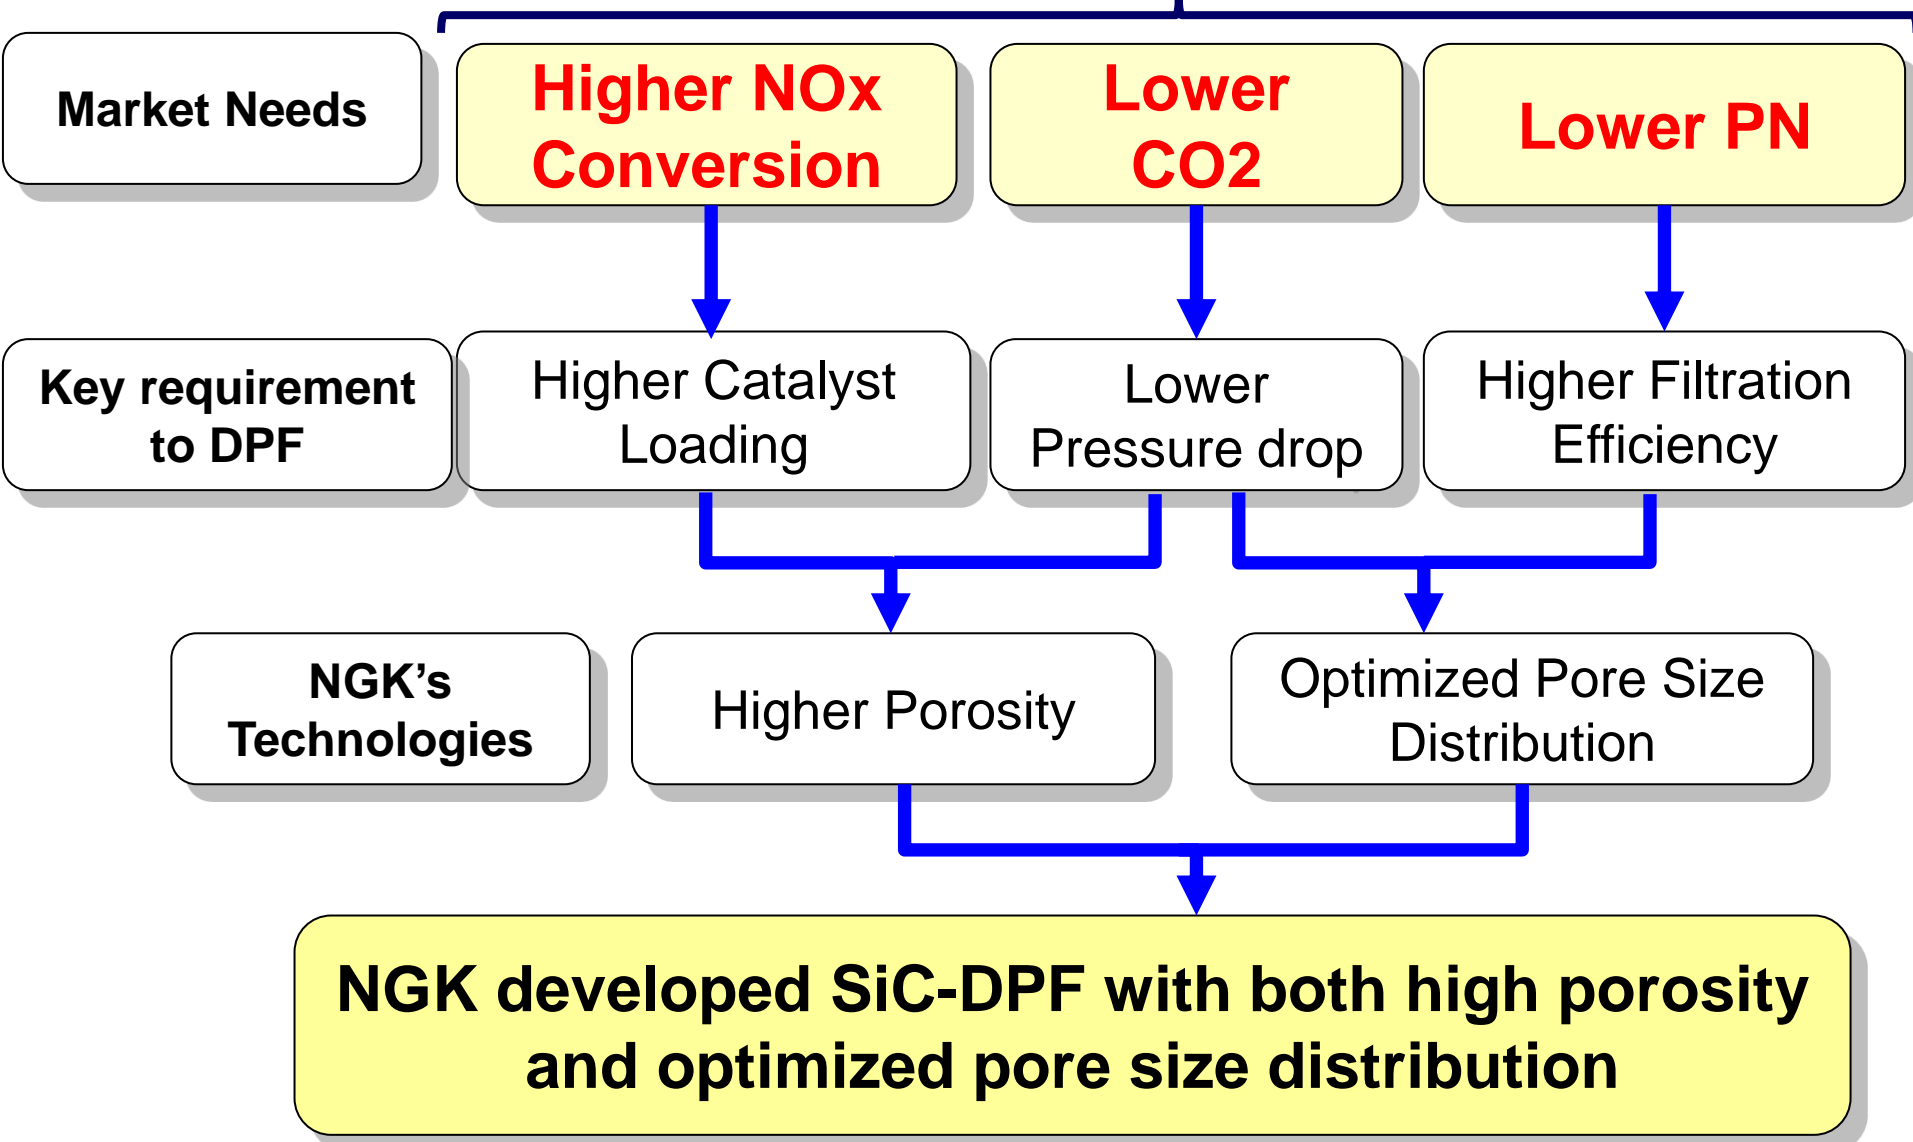 Market Needs
Higher NOx
Conversion
Lower
CO2
Lower PN
Key requirement
to DPF
Higher Catalyst
Loading
Lower
Pressure drop
Higher Filtration
Efficiency
NGK’s
Technologies
Higher Porosity
Optimized Pore Size
Distribution
NGK developed SiC-DPF with both high porosity
and optimized pore size distribution